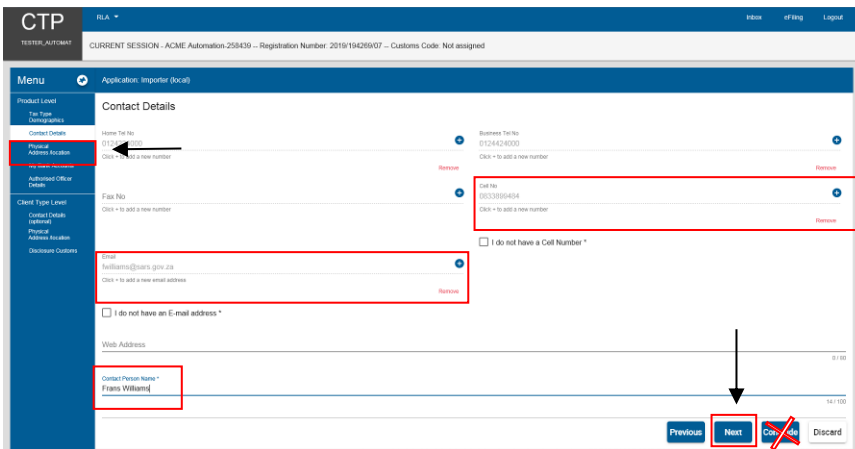 CTP
RLA
Inbox
eFiling
Logout
TESTER_AUTOMAT
CURRENT SESSION - ACME Automation-258439 -- Registration Number: 2019/194269/07 -- Customs Code: Not assigned
Menu
Application: Importer (local)
Product Level
Tax Type
Demographics
Contact Details
Physical
Address llocation
Authorised Officer
Details
Client Type Level
Contact Details
(optional)
Physical
Address llocation
Disclosure Customs
Contact Details
Home Tel No
Click + to add a new number
Remove
Business Tel No
0124424000
Click + to add a new number
Remove
Fax No
Click + to add a new number
Cell No
0833899484
Click + to add a new number
Remove
I do not have a Cell Number *
Email
fwilliams@sars.gov.za
Click + to add a new email address
Remove
I do not have an E-mail address *
Web Address
0 / 60
Contact Person Name *
Frans Williams
14 / 100
Previous
Next
Discard